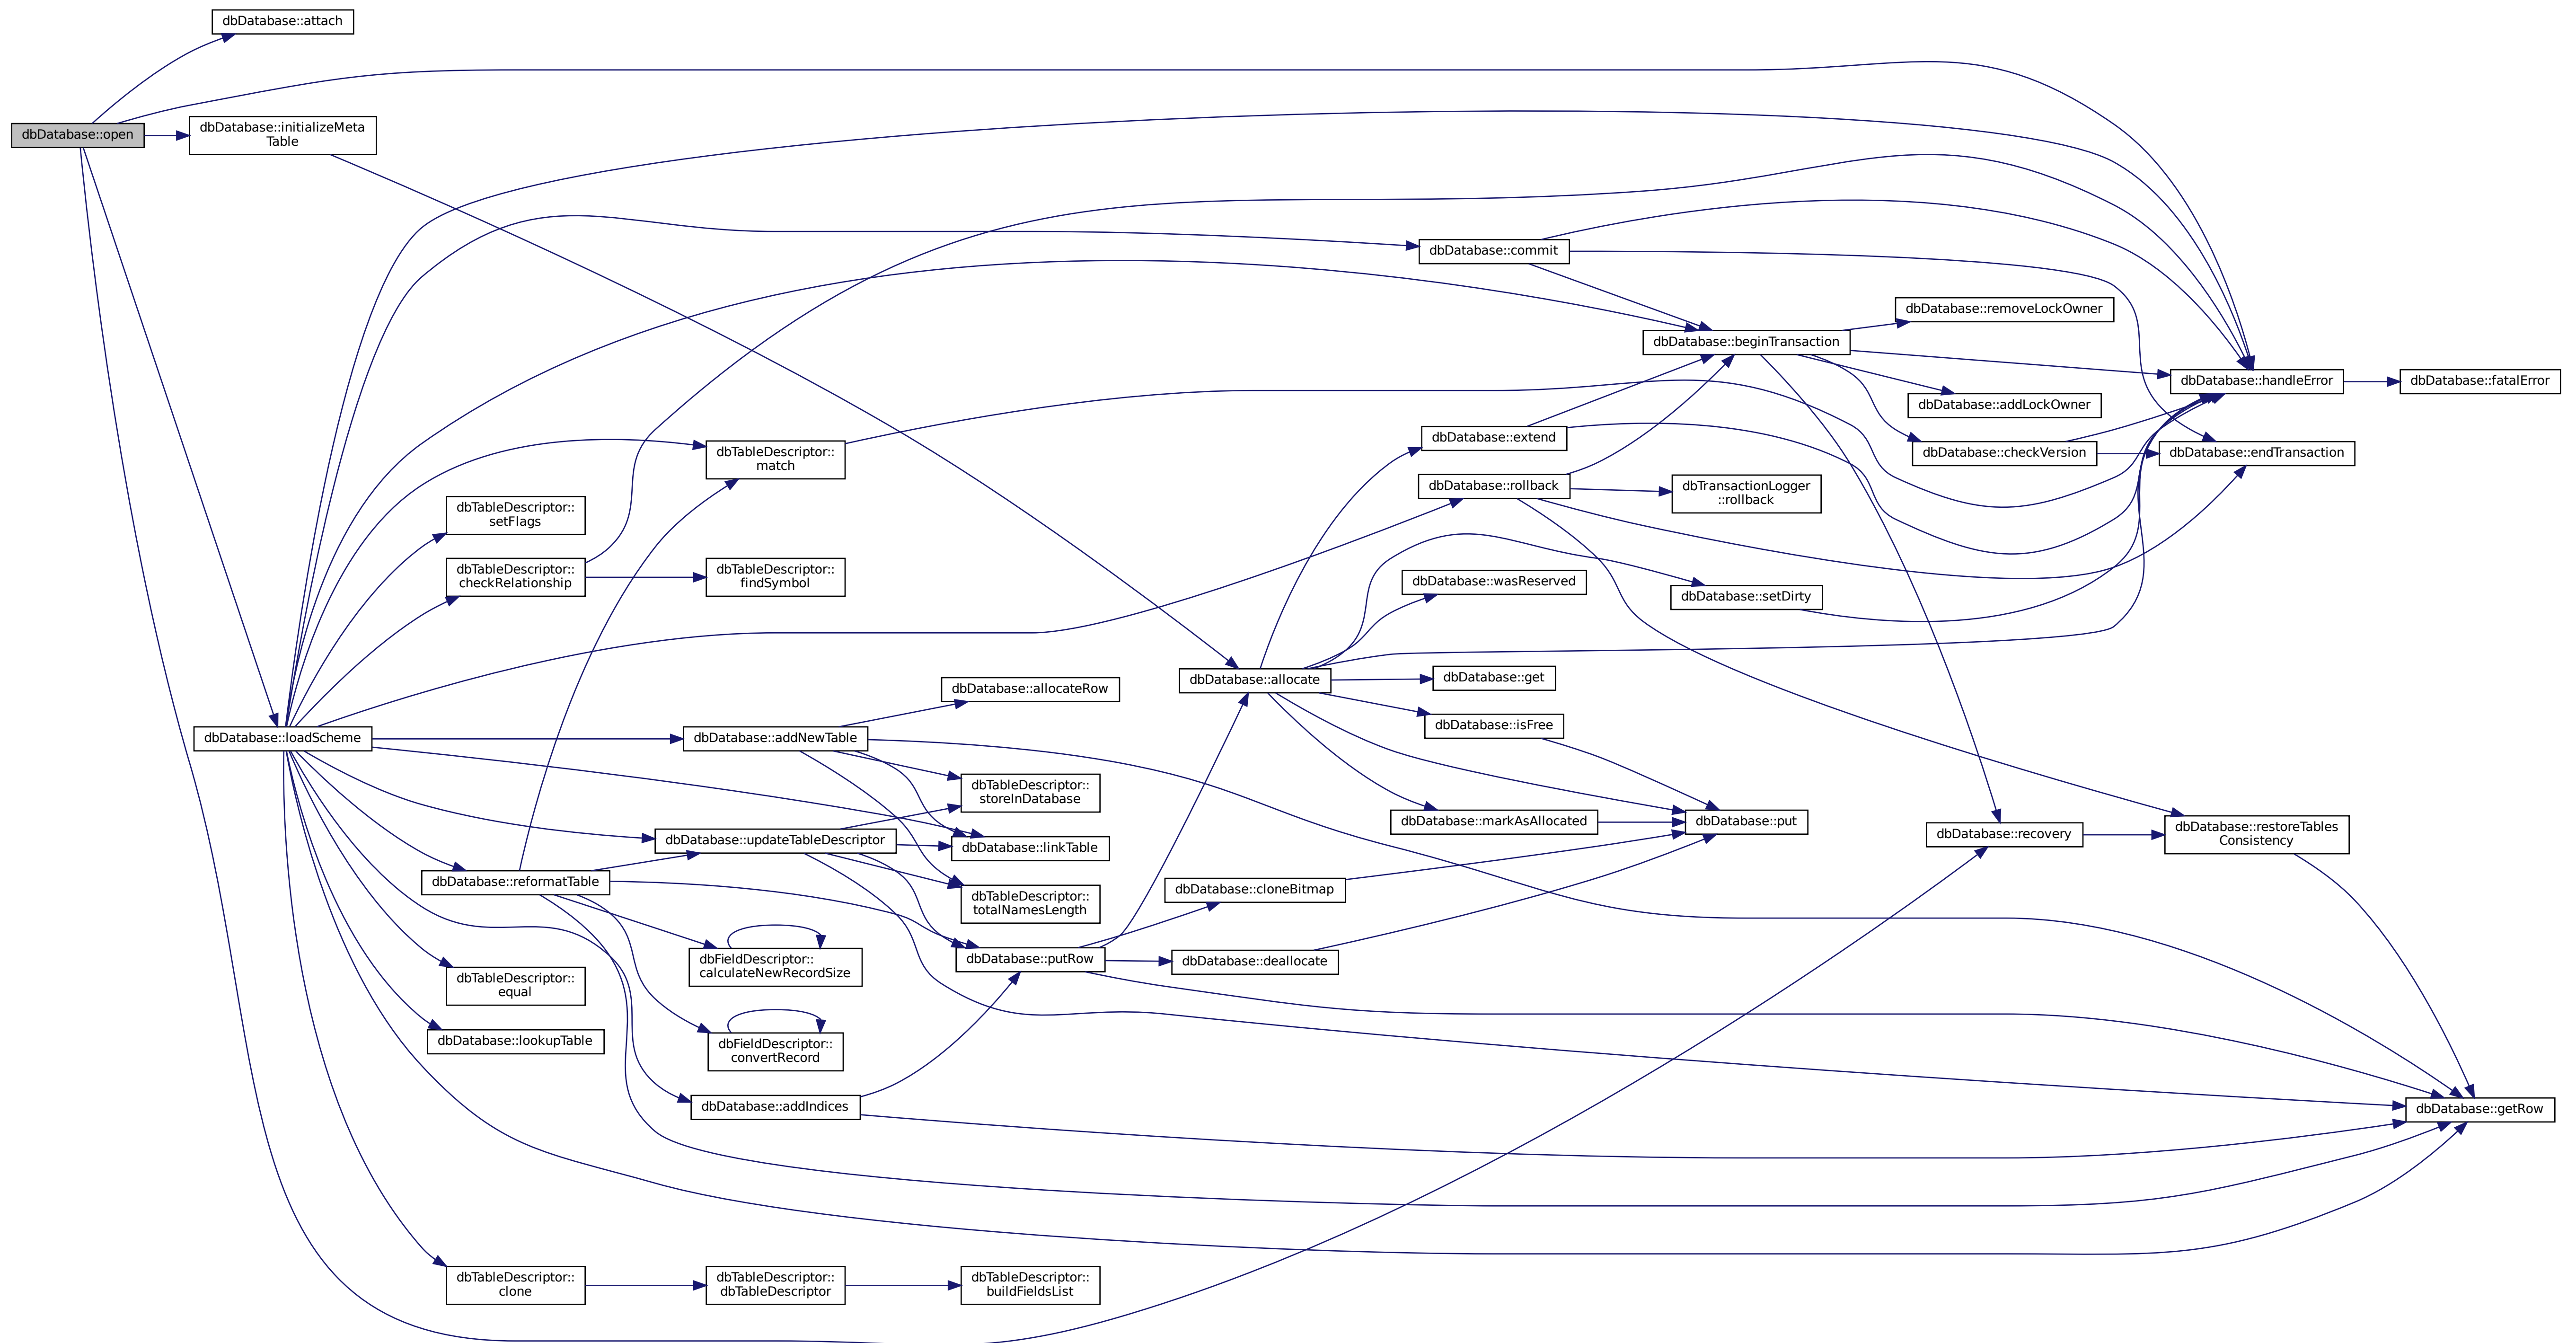 dbDatabase::attach
dbDatabase::open
dbDatabase::initializeMeta
Table
dbDatabase::commit
dbDatabase::removeLockOwner
dbDatabase::beginTransaction
dbDatabase::handleError
dbDatabase::fatalError
dbDatabase::addLockOwner
dbDatabase::extend
dbTableDescriptor::
match
dbDatabase::checkVersion
dbDatabase::endTransaction
dbDatabase::rollback
dbTransactionLogger
::rollback
dbTableDescriptor::
setFlags
dbTableDescriptor::
checkRelationship
dbTableDescriptor::
findSymbol
dbDatabase::wasReserved
dbDatabase::setDirty
dbDatabase::allocate
dbDatabase::get
dbDatabase::allocateRow
dbDatabase::isFree
dbDatabase::loadScheme
dbDatabase::addNewTable
dbTableDescriptor::
storeInDatabase
dbDatabase::markAsAllocated
dbDatabase::put
dbDatabase::recovery
dbDatabase::restoreTables
Consistency
dbDatabase::updateTableDescriptor
dbDatabase::linkTable
dbDatabase::reformatTable
dbDatabase::cloneBitmap
dbTableDescriptor::
totalNamesLength
dbDatabase::putRow
dbDatabase::deallocate
dbFieldDescriptor::
calculateNewRecordSize
dbTableDescriptor::
equal
dbDatabase::lookupTable
dbFieldDescriptor::
convertRecord
dbDatabase::addIndices
dbDatabase::getRow
dbTableDescriptor::
clone
dbTableDescriptor::
dbTableDescriptor
dbTableDescriptor::
buildFieldsList